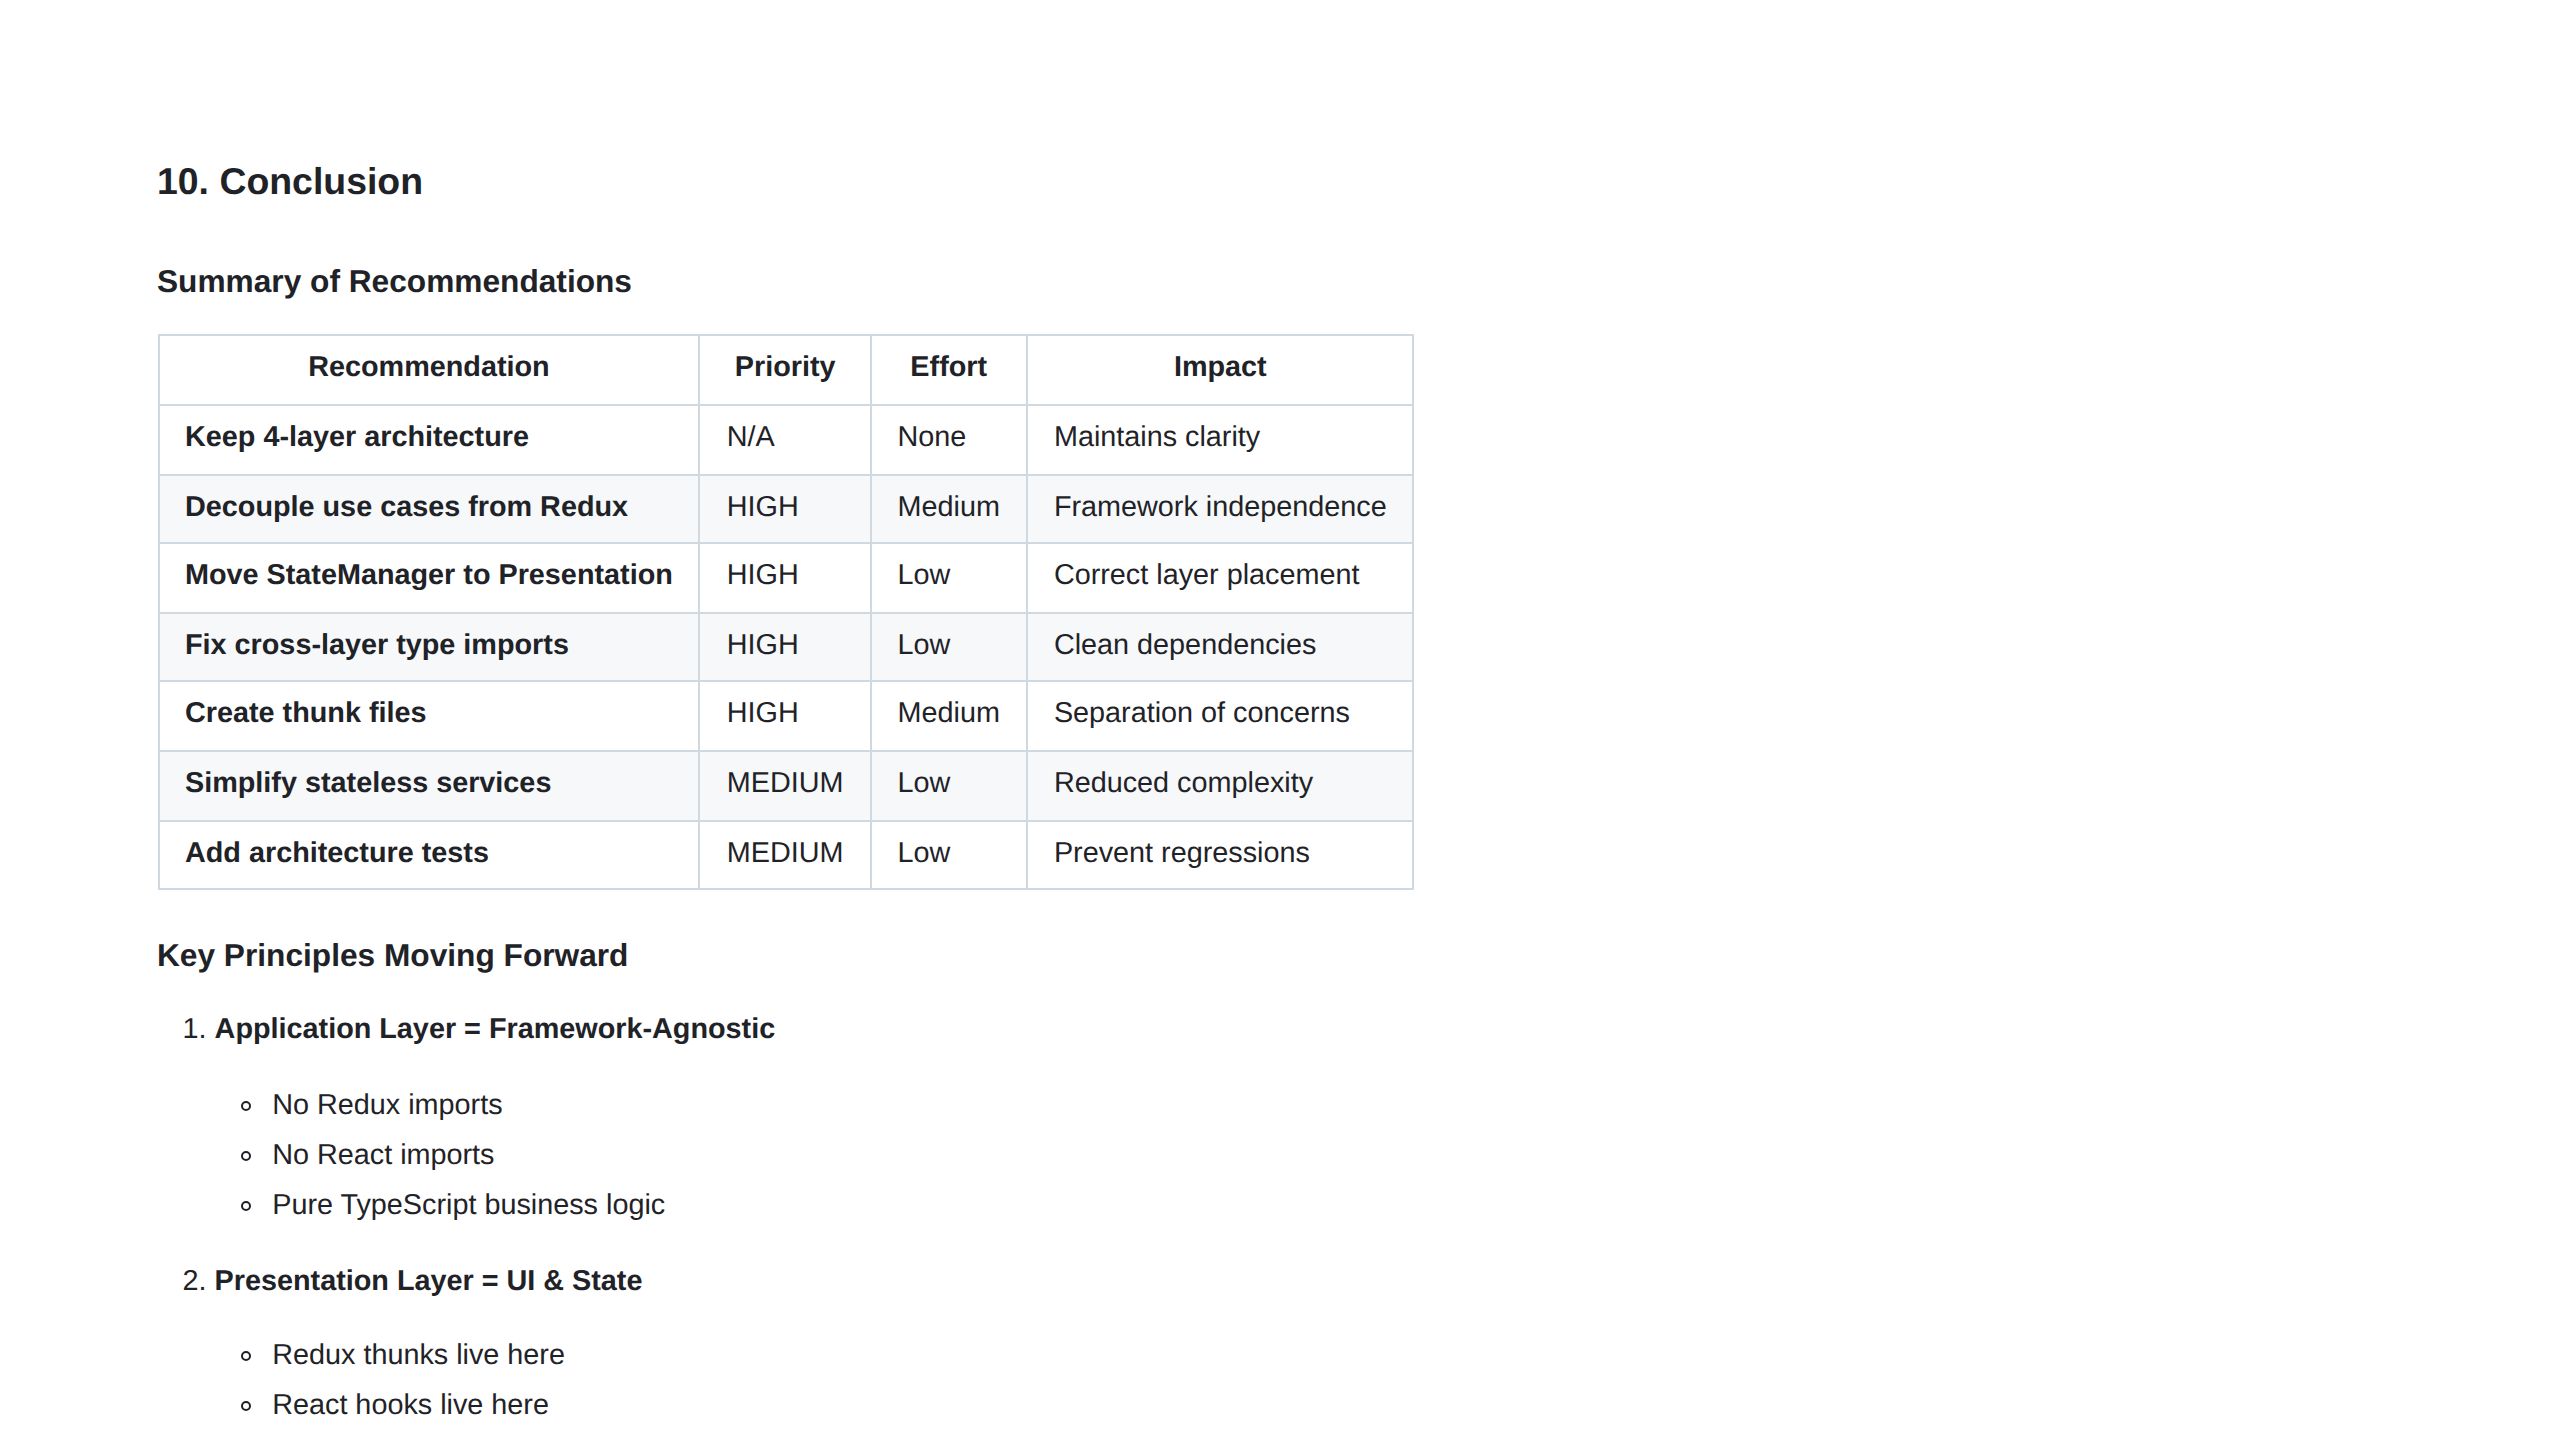 10. Conclusion
Summary of Recommendations
Recommendation Priority Effort Impact
Keep 4-layer architecture N/A None Maintains clarity
Decouple use cases from Redux HIGH Medium Framework independence
Move StateManager to Presentation HIGH Low Correct layer placement
Fix cross-layer type imports HIGH Low Clean dependencies
Create thunk files HIGH Medium Separation of concerns
Simplify stateless services MEDIUM Low Reduced complexity
Add architecture tests MEDIUM Low Prevent regressions
Key Principles Moving Forward
1. Application Layer = Framework-Agnostic
No Redux imports
No React imports
Pure TypeScript business logic
2. Presentation Layer = UI & State
Redux thunks live here
React hooks live here